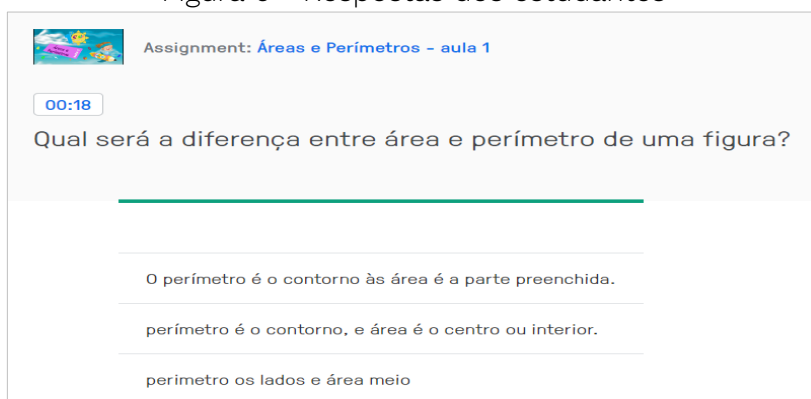 Assignment: Áreas e Perímetros - aula 1
00:18
Qual será a diferença entre área e perímetro de uma figura?
O perímetro é o contorno às área é a parte preenchida.
perímetro é o contorno, e área é o centro ou interior.
perimetro os lados e área meio